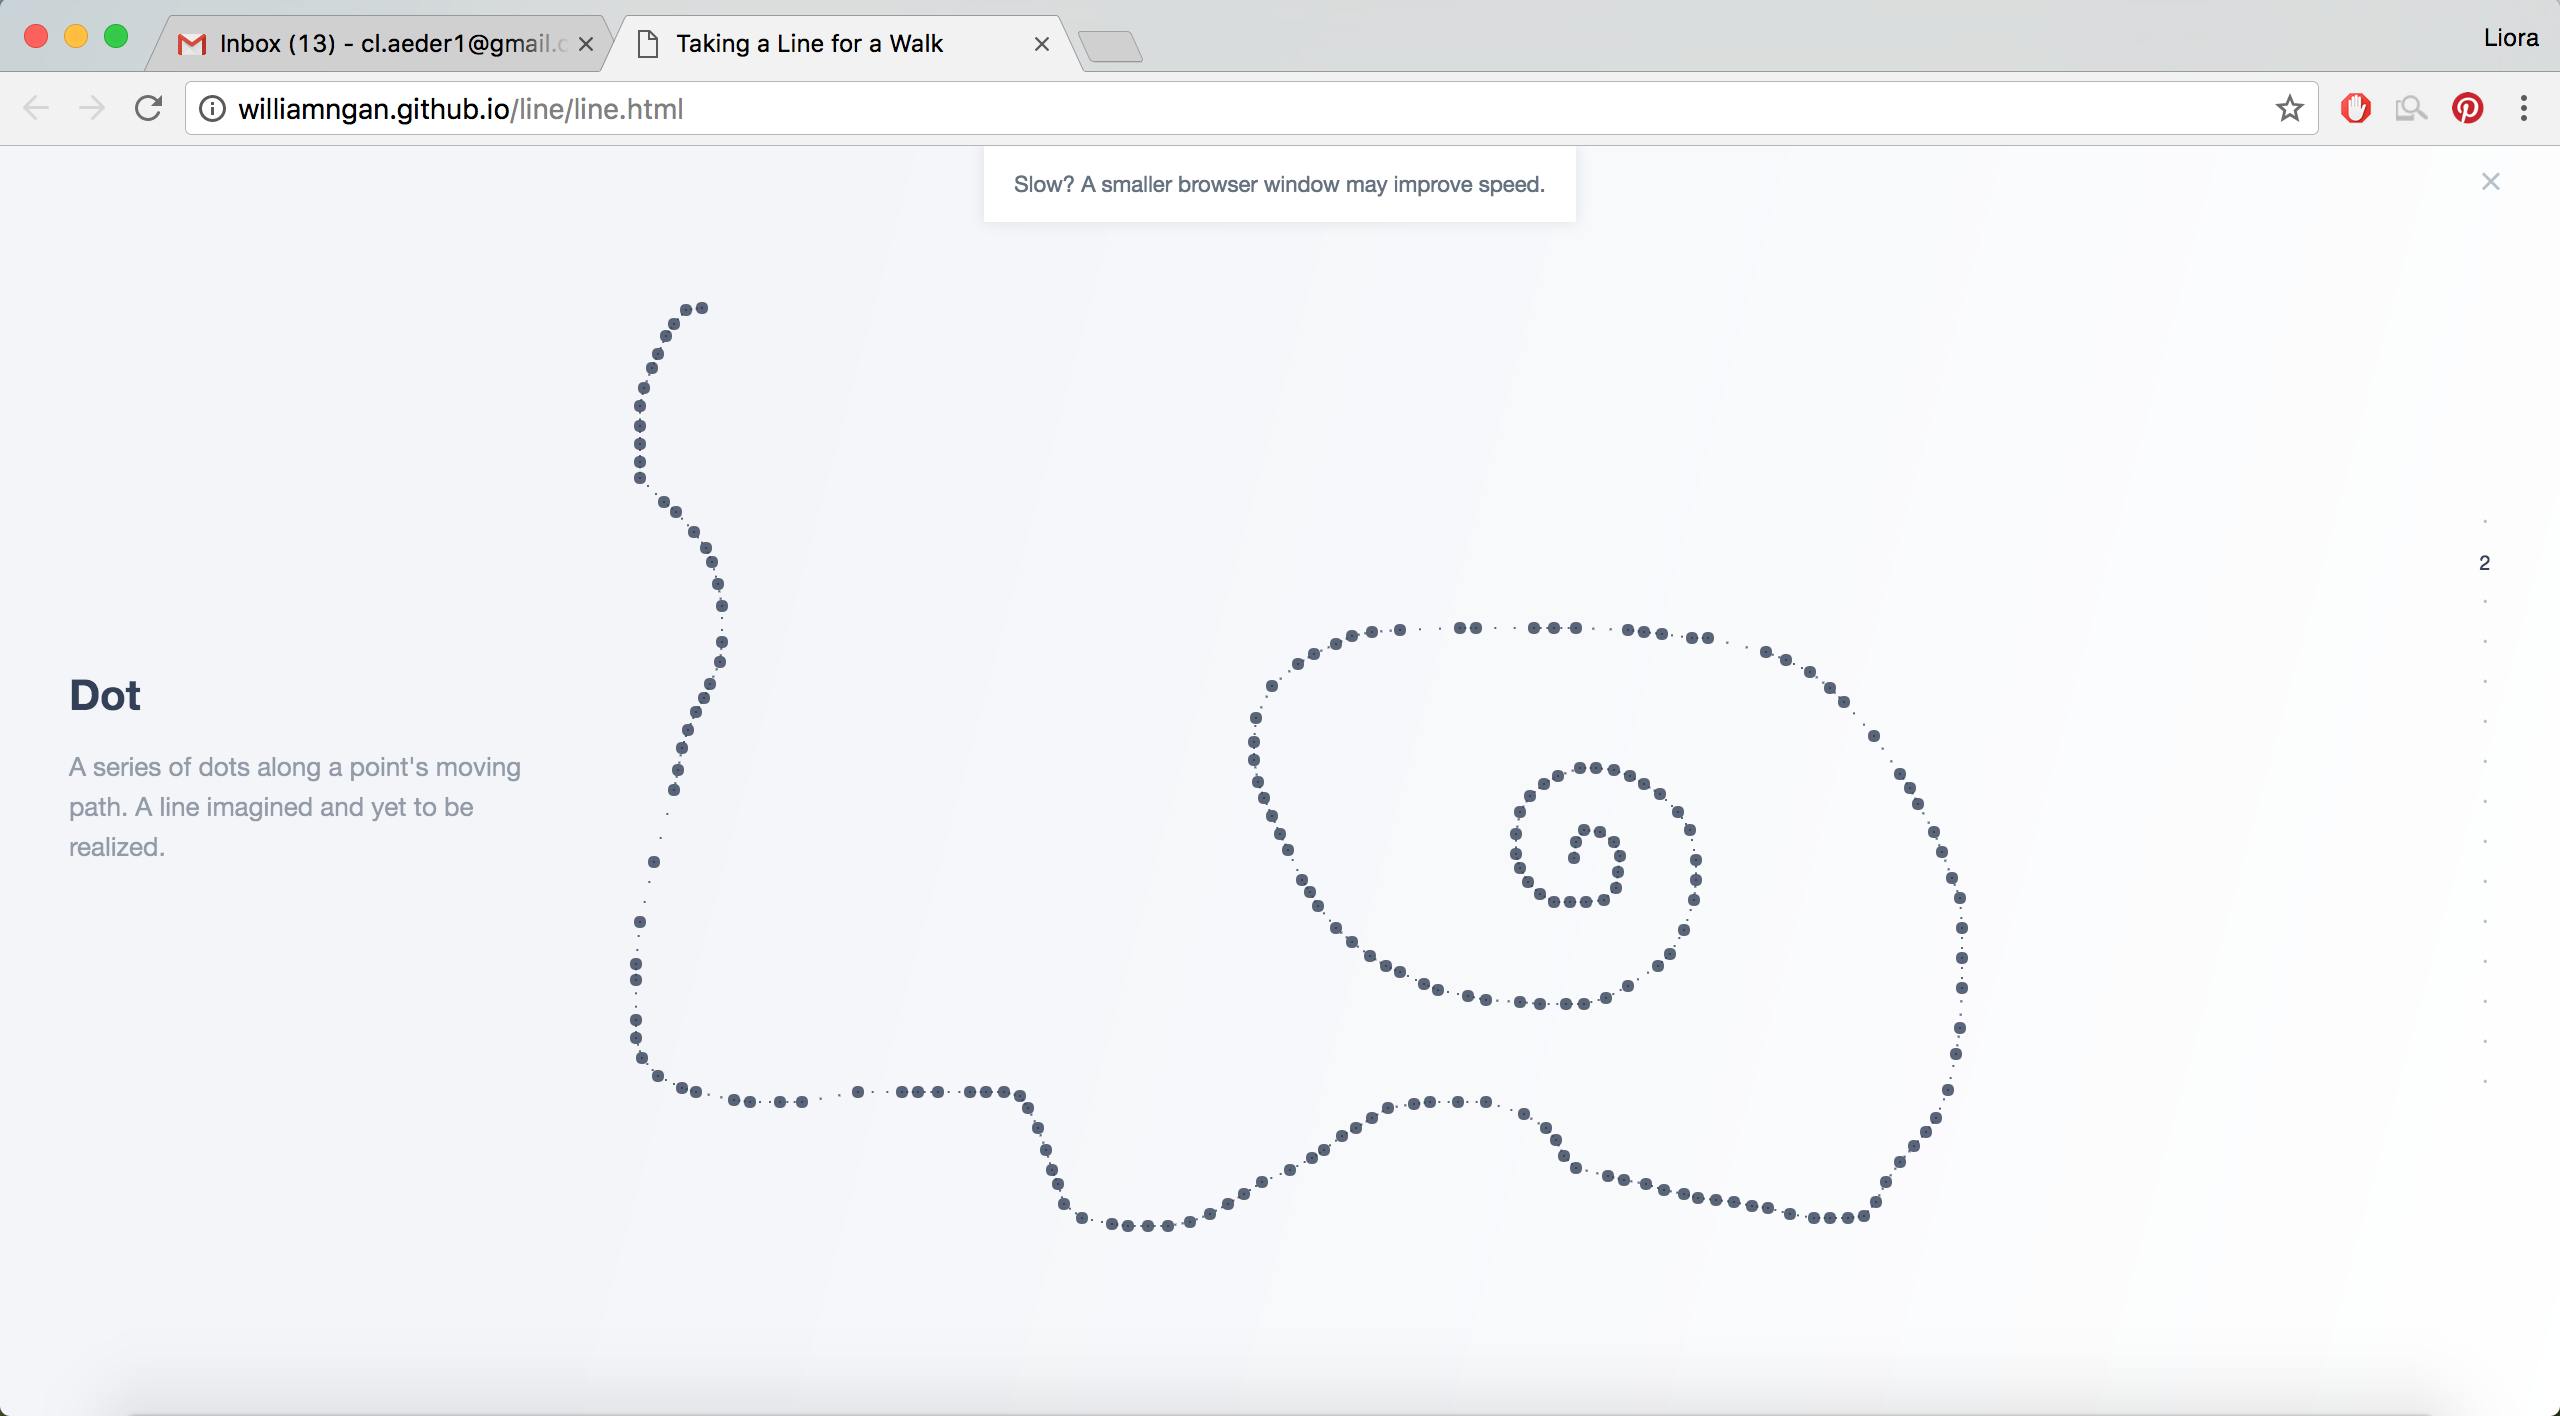 Inbox (13) - cl.aeder1@gmail.c
Taking a Line for a Walk
Liora
williamngan.github.io/line/line.html
Slow? A smaller browser window may improve speed.
2
Dot
A series of dots along a point's moving
path. A line imagined and yet to be
realized.